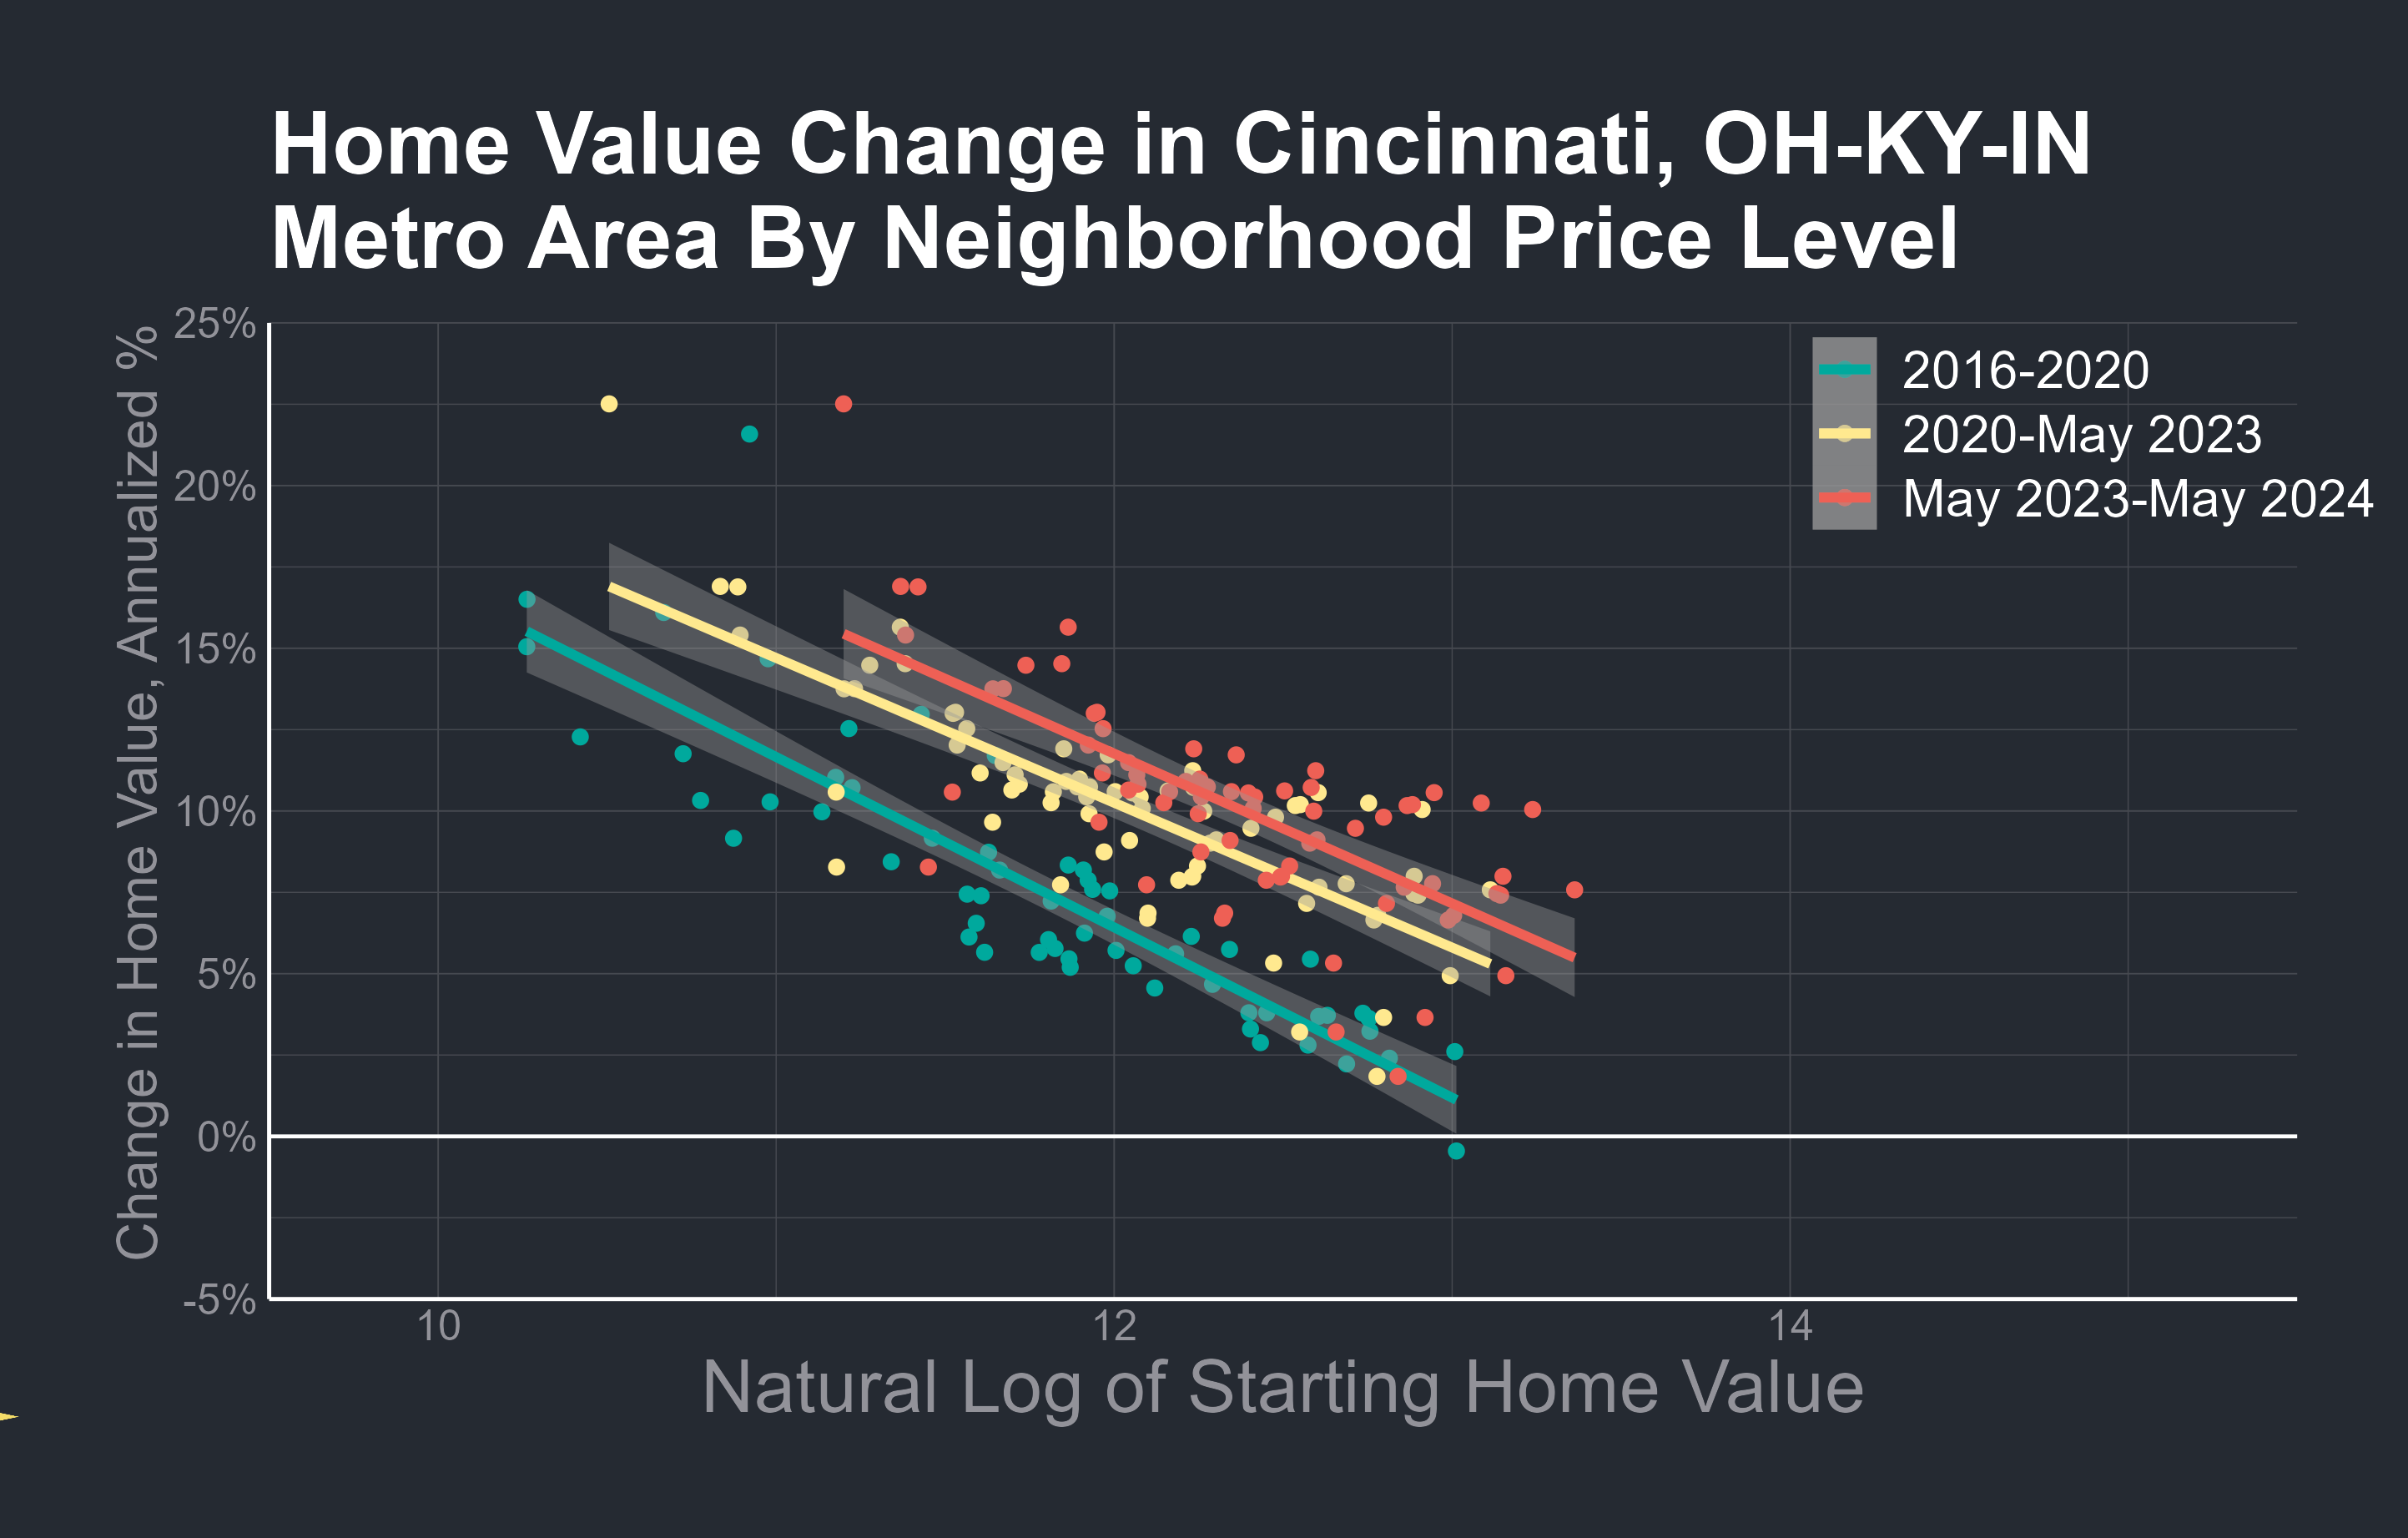 Home Value Change in Cincinnati, OH-KY-IN
Metro Area By Neighborhood Price Level
Change in Home Value, Annualized %
25%
20%
15%
10%
5%
0%
-5%
2016-2020
2020-May 2023
May 2023-May 2024
10
12
14
Natural Log of Starting Home Value